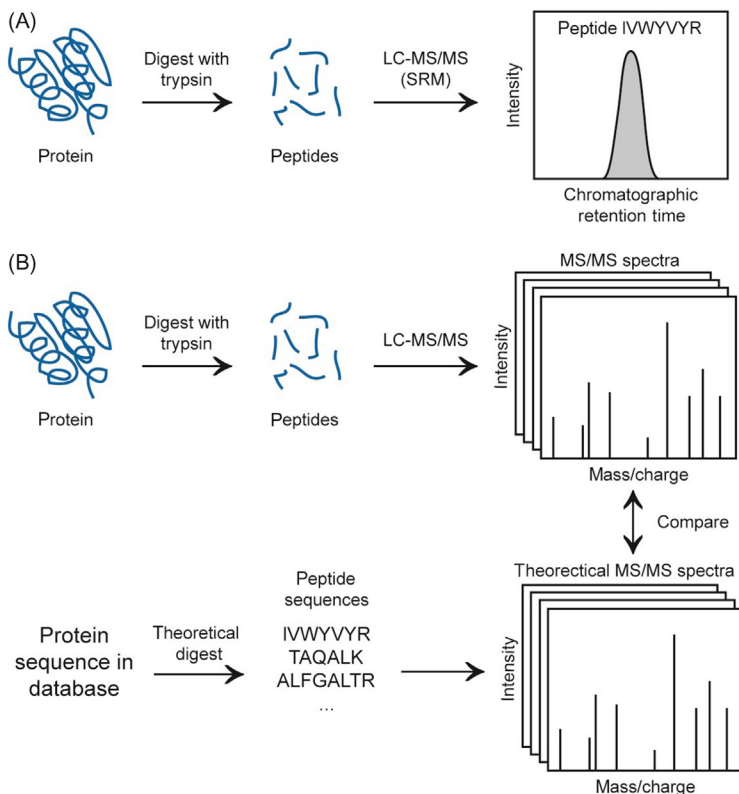 (A)
Digest with
trypsin
LC-MS/MS
(SRM)
Peptide IVWYVYR
Intensity
Protein
Peptides
Chromatographic
retention time
(B)
MS/MS spectra
Digest with
trypsin
LC-MS/MS
Intensity
Protein
Peptides
Mass/charge
Compare
Theorectical MS/MS spectra
Peptide
sequences
Protein
sequence in
database
Theoretical
digest
IVWYVYR
TAQALK
ALFGALTR
...
Intensity
Mass/charge